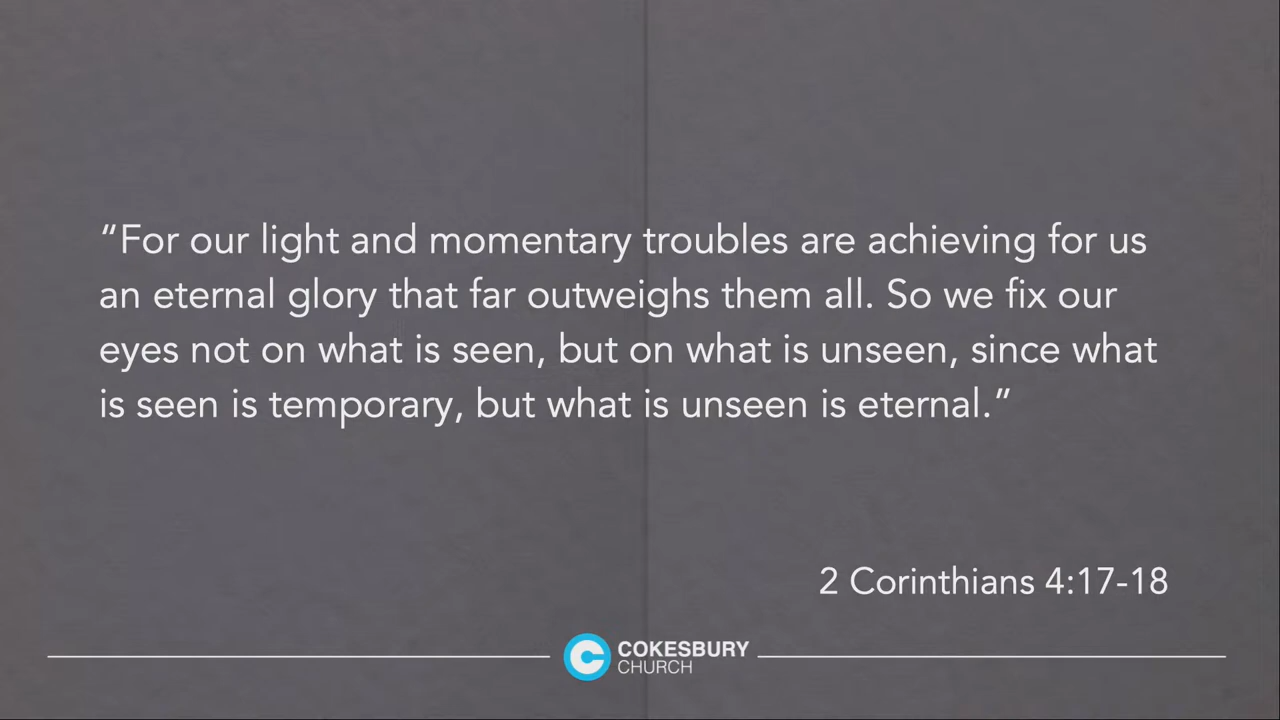 “For our light and momentary troubles are achieving for us
an eternal glory that far outweighs them all. So we fix our
eyes not on what is seen, but on what is unseen, since what
is seen is temporary, but what is unseen is eternal.”
2 Corinthians 4:17-18
COKESBURY
CHURCH